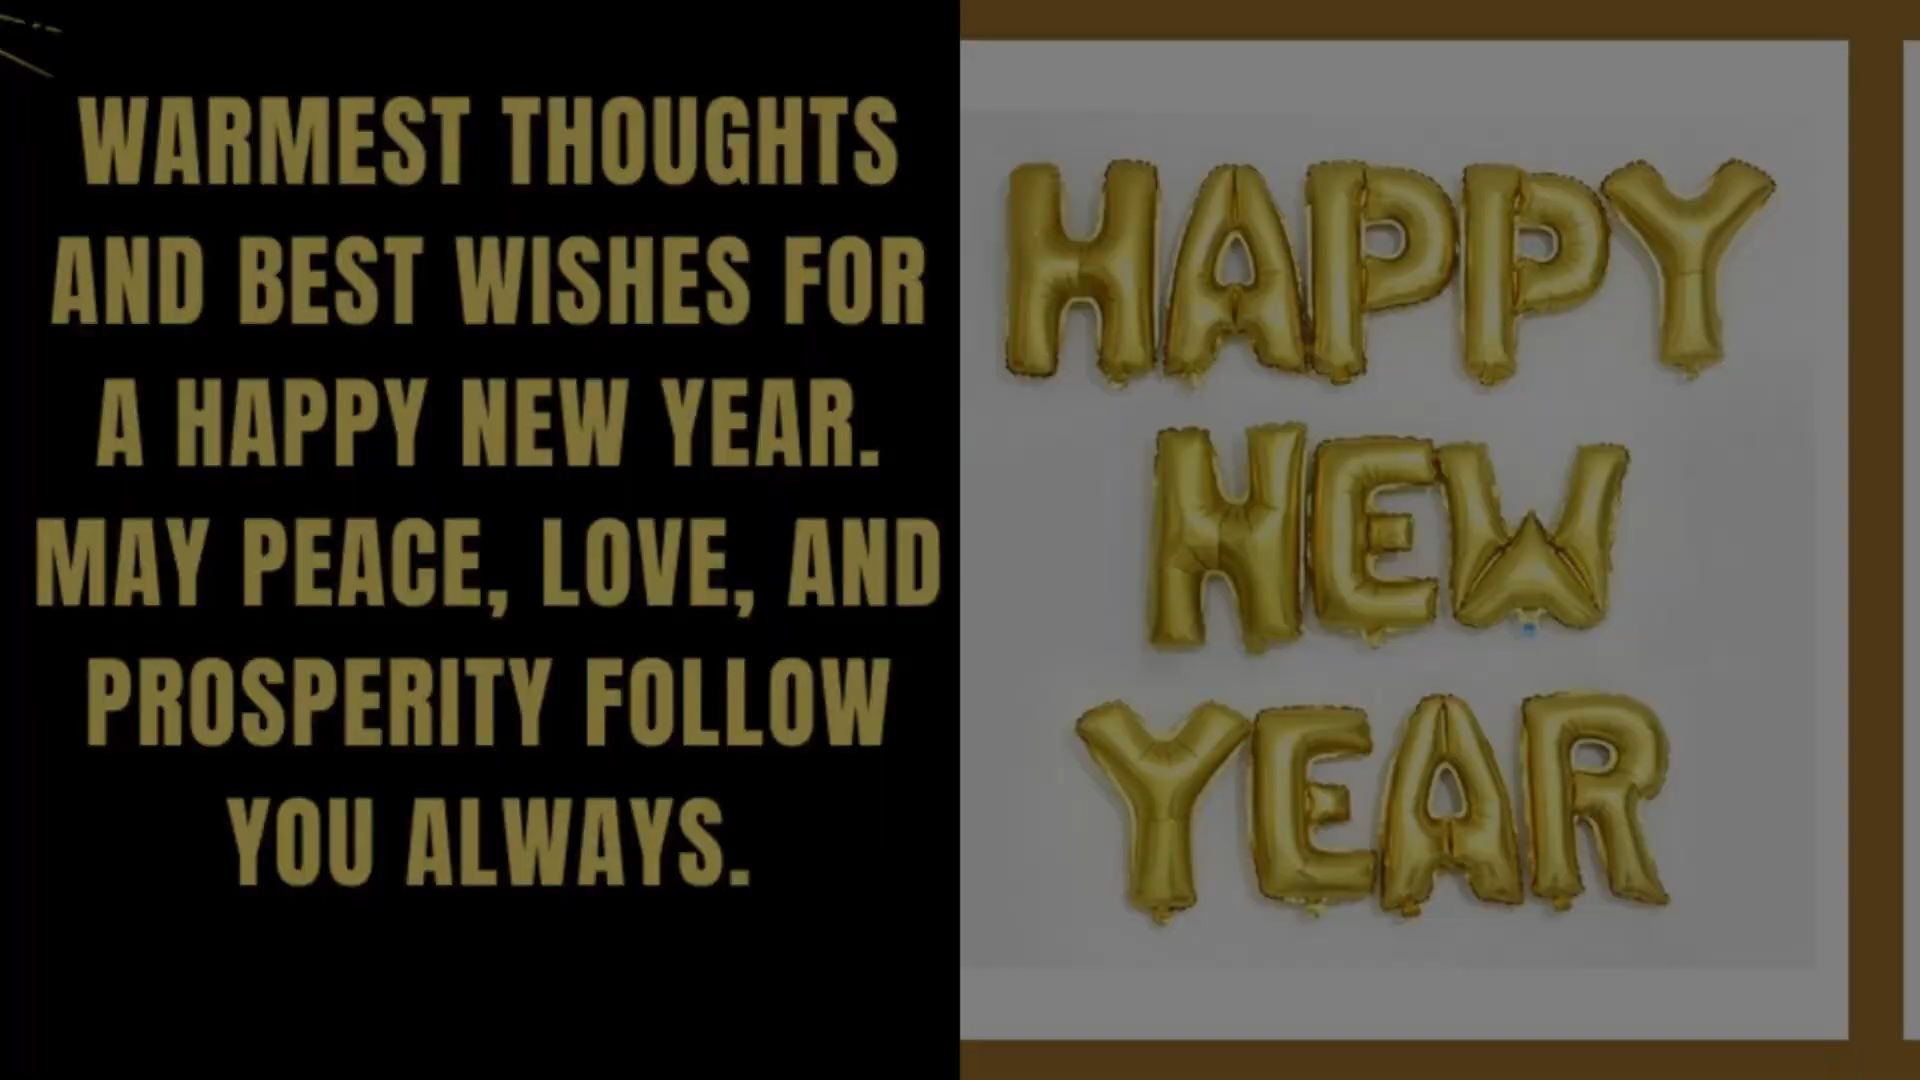 WARMEST THOUGHTS
AND BEST WISHES FOR
A HAPPY NEW YEAR.
MAY PEACE, LOVE, AND
PROSPERITY FOLLOW
YOU ALWAYS.
HAPPY
NEW
YEAR